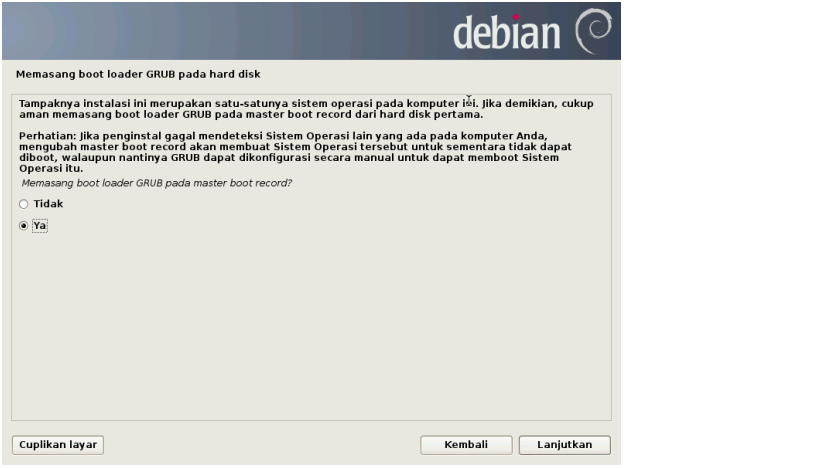 debian
Memasang boot loader GRUB pada hard disk
Tampaknya instalasi ini merupakan satu-satunya sistem operasi pada komputer ini. Jika demikian, cukup
aman memasang boot loader GRUB pada master boot record dari hard disk pertama.
Perhatian: Jika penginstal gagal mendeteksi Sistem Operasi lain yang ada pada komputer Anda,
mengubah master boot record akan membuat Sistem Operasi tersebut untuk sementara tidak dapat
diboot, walaupun nantinya GRUB dapat dikonfigurasi secara manual untuk dapat memboot Sistem
Operasi itu.
Memasang boot loader GRUB pada master boot record?
Tidak
Ya
Cuplikan layar
Kembali
Lanjutkan